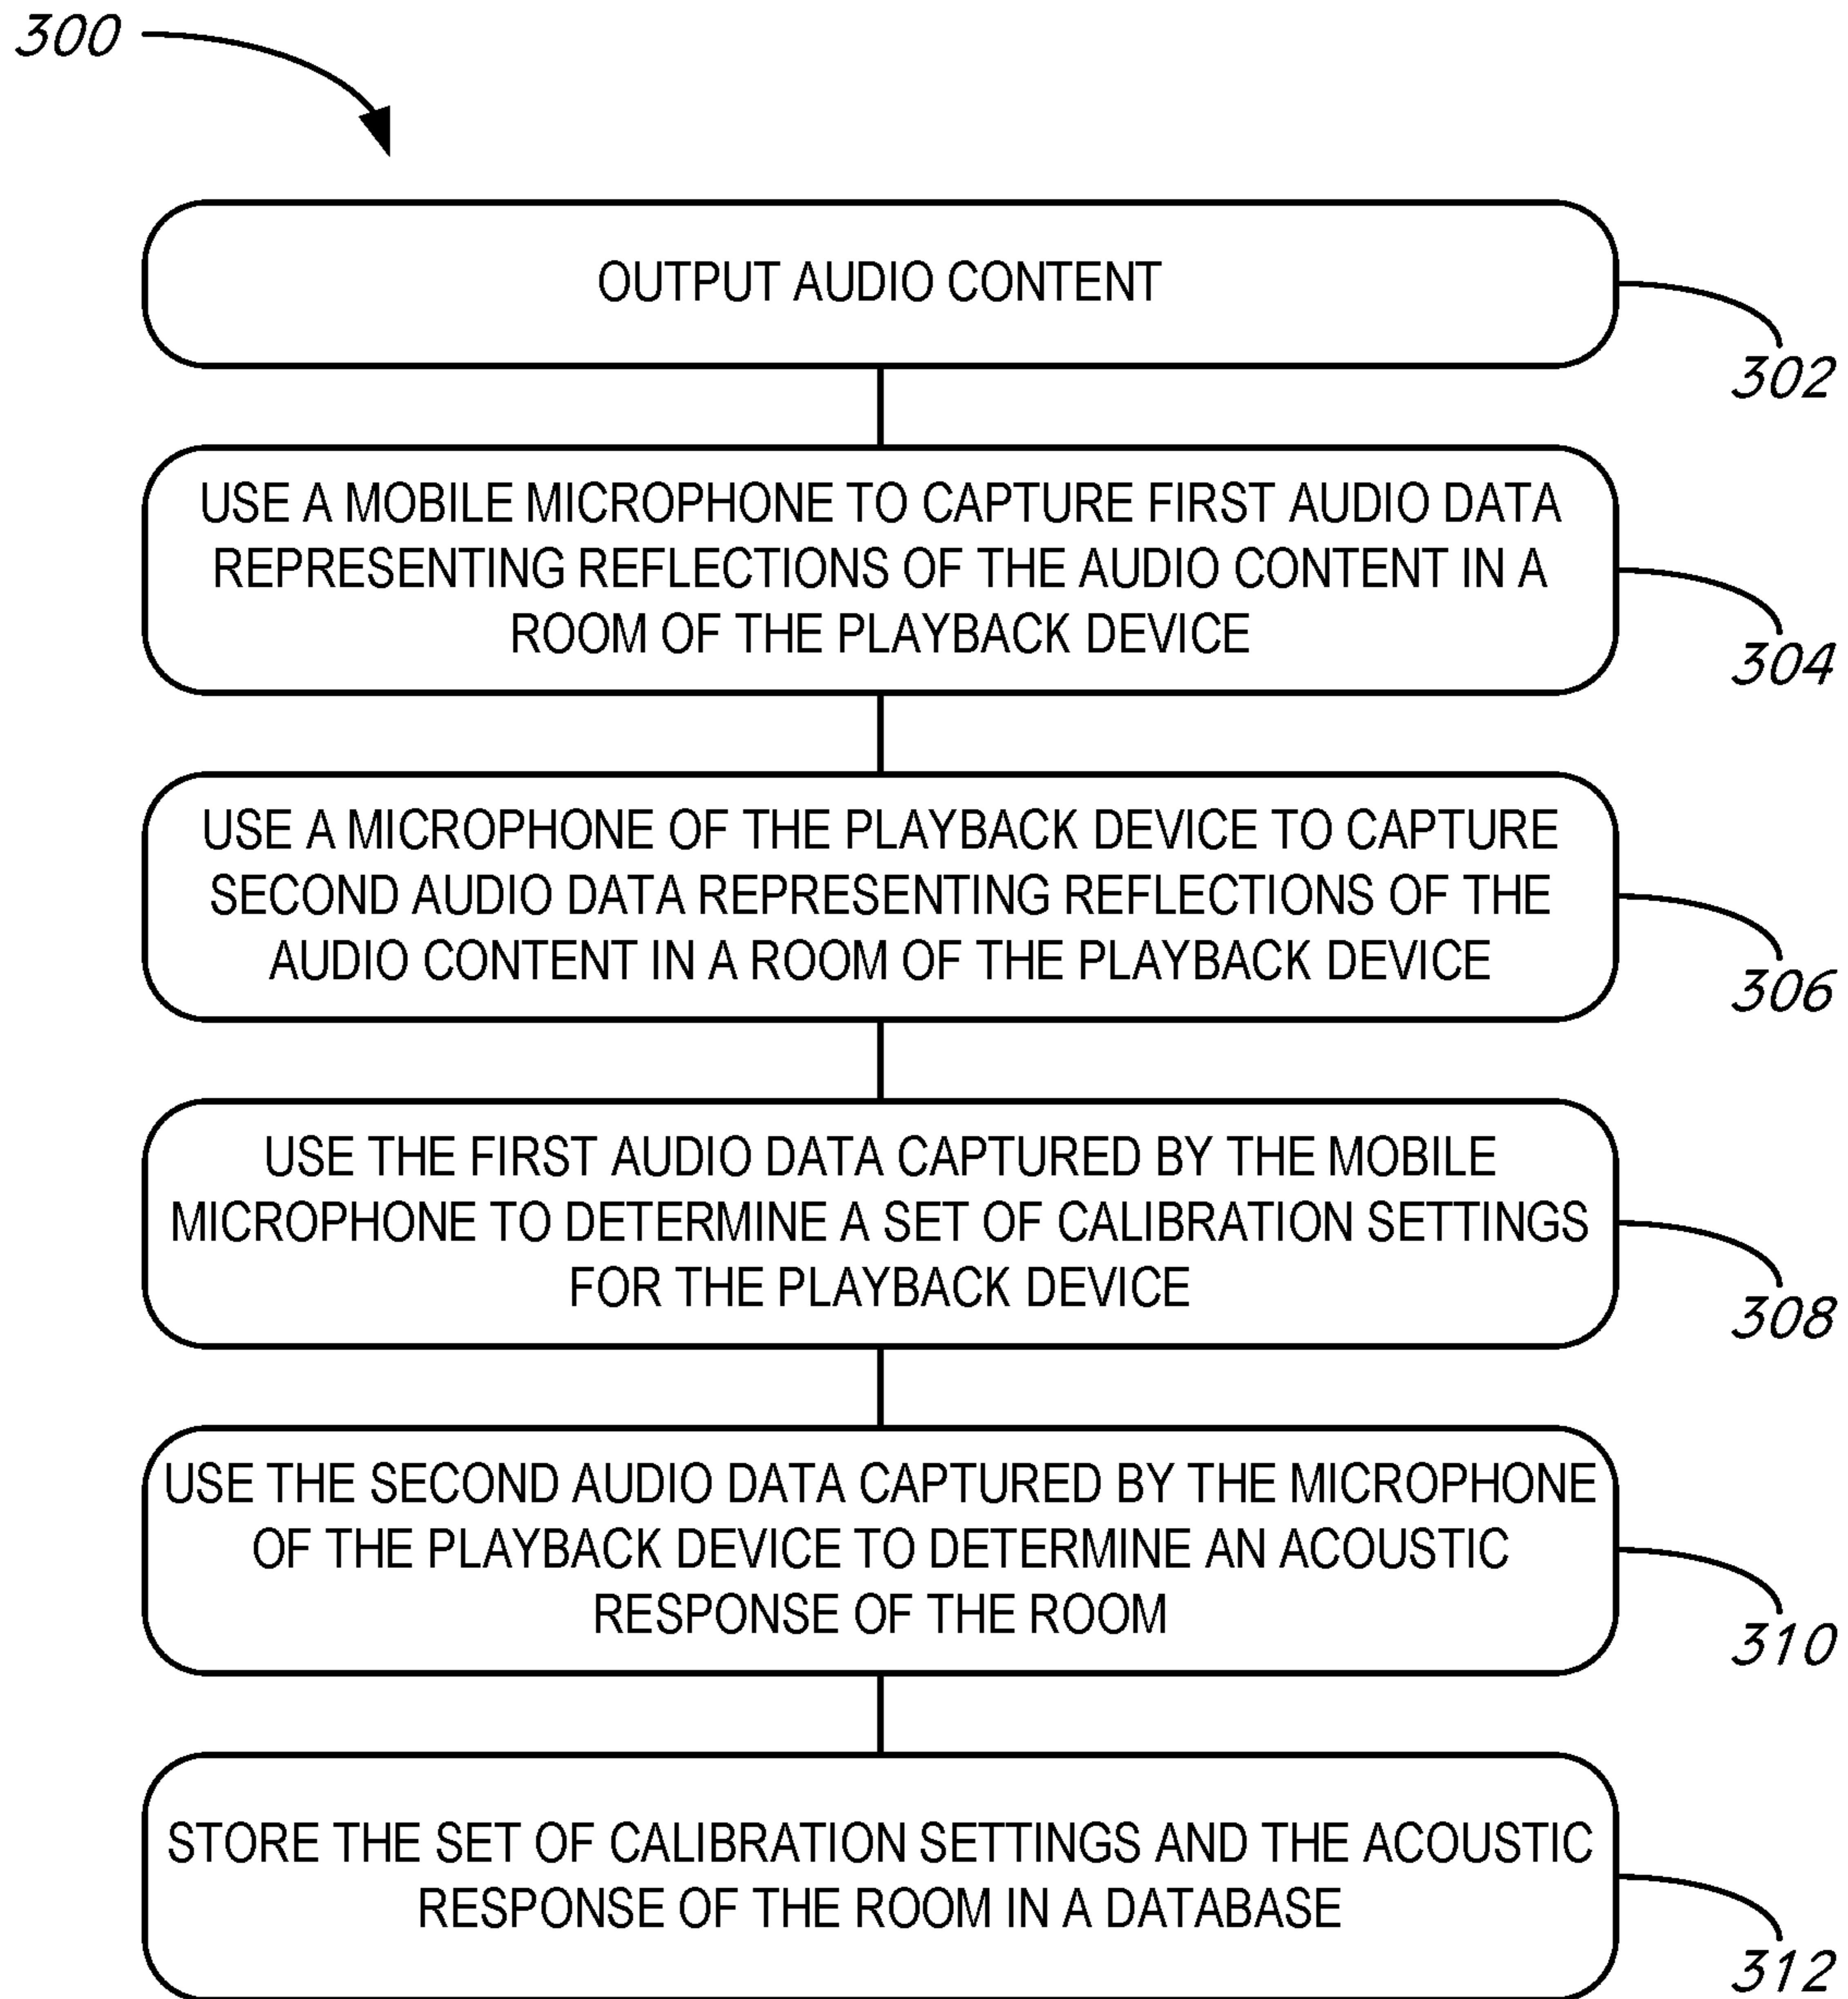 300
OUTPUT AUDIO CONTENT
302
USE A MOBILE MICROPHONE TO CAPTURE FIRST AUDIO DATA
REPRESENTING REFLECTIONS OF THE AUDIO CONTENT IN A
ROOM OF THE PLAYBACK DEVICE
304
USE A MICROPHONE OF THE PLAYBACK DEVICE TO CAPTURE
SECOND AUDIO DATA REPRESENTING REFLECTIONS OF THE
AUDIO CONTENT IN A ROOM OF THE PLAYBACK DEVICE
306
USE THE FIRST AUDIO DATA CAPTURED BY THE MOBILE
MICROPHONE TO DETERMINE A SET OF CALIBRATION SETTINGS
FOR THE PLAYBACK DEVICE
308
USE THE SECOND AUDIO DATA CAPTURED BY THE MICROPHONE
OF THE PLAYBACK DEVICE TO DETERMINE AN ACOUSTIC
RESPONSE OF THE ROOM
310
STORE THE SET OF CALIBRATION SETTINGS AND THE ACOUSTIC
RESPONSE OF THE ROOM IN A DATABASE
312